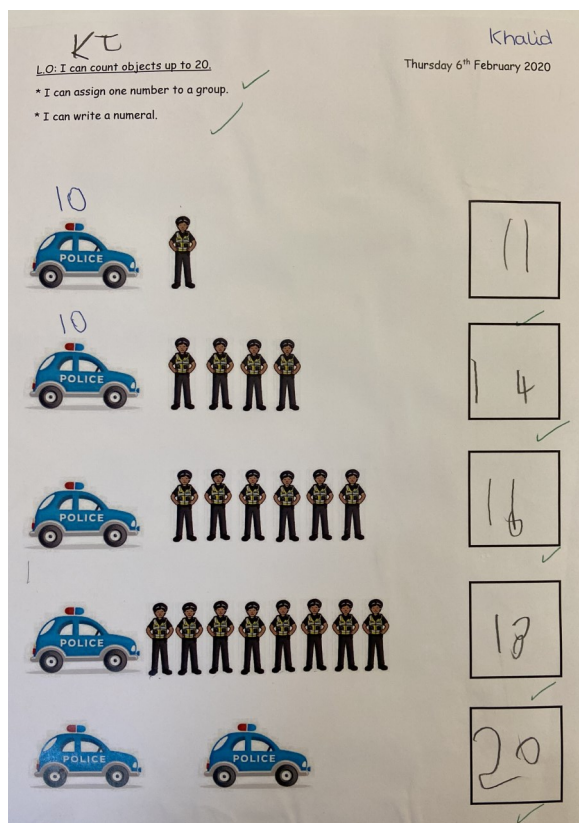 KT
Khalid
L.O: I can count objects up to 20.
Thursday 6th February 2020
* I can assign one number to a group.
* I can write a numeral.
10
POLICE
11
10
POLICE
14
POLICE
16
POLICE
18
POLICE
POLICE
20